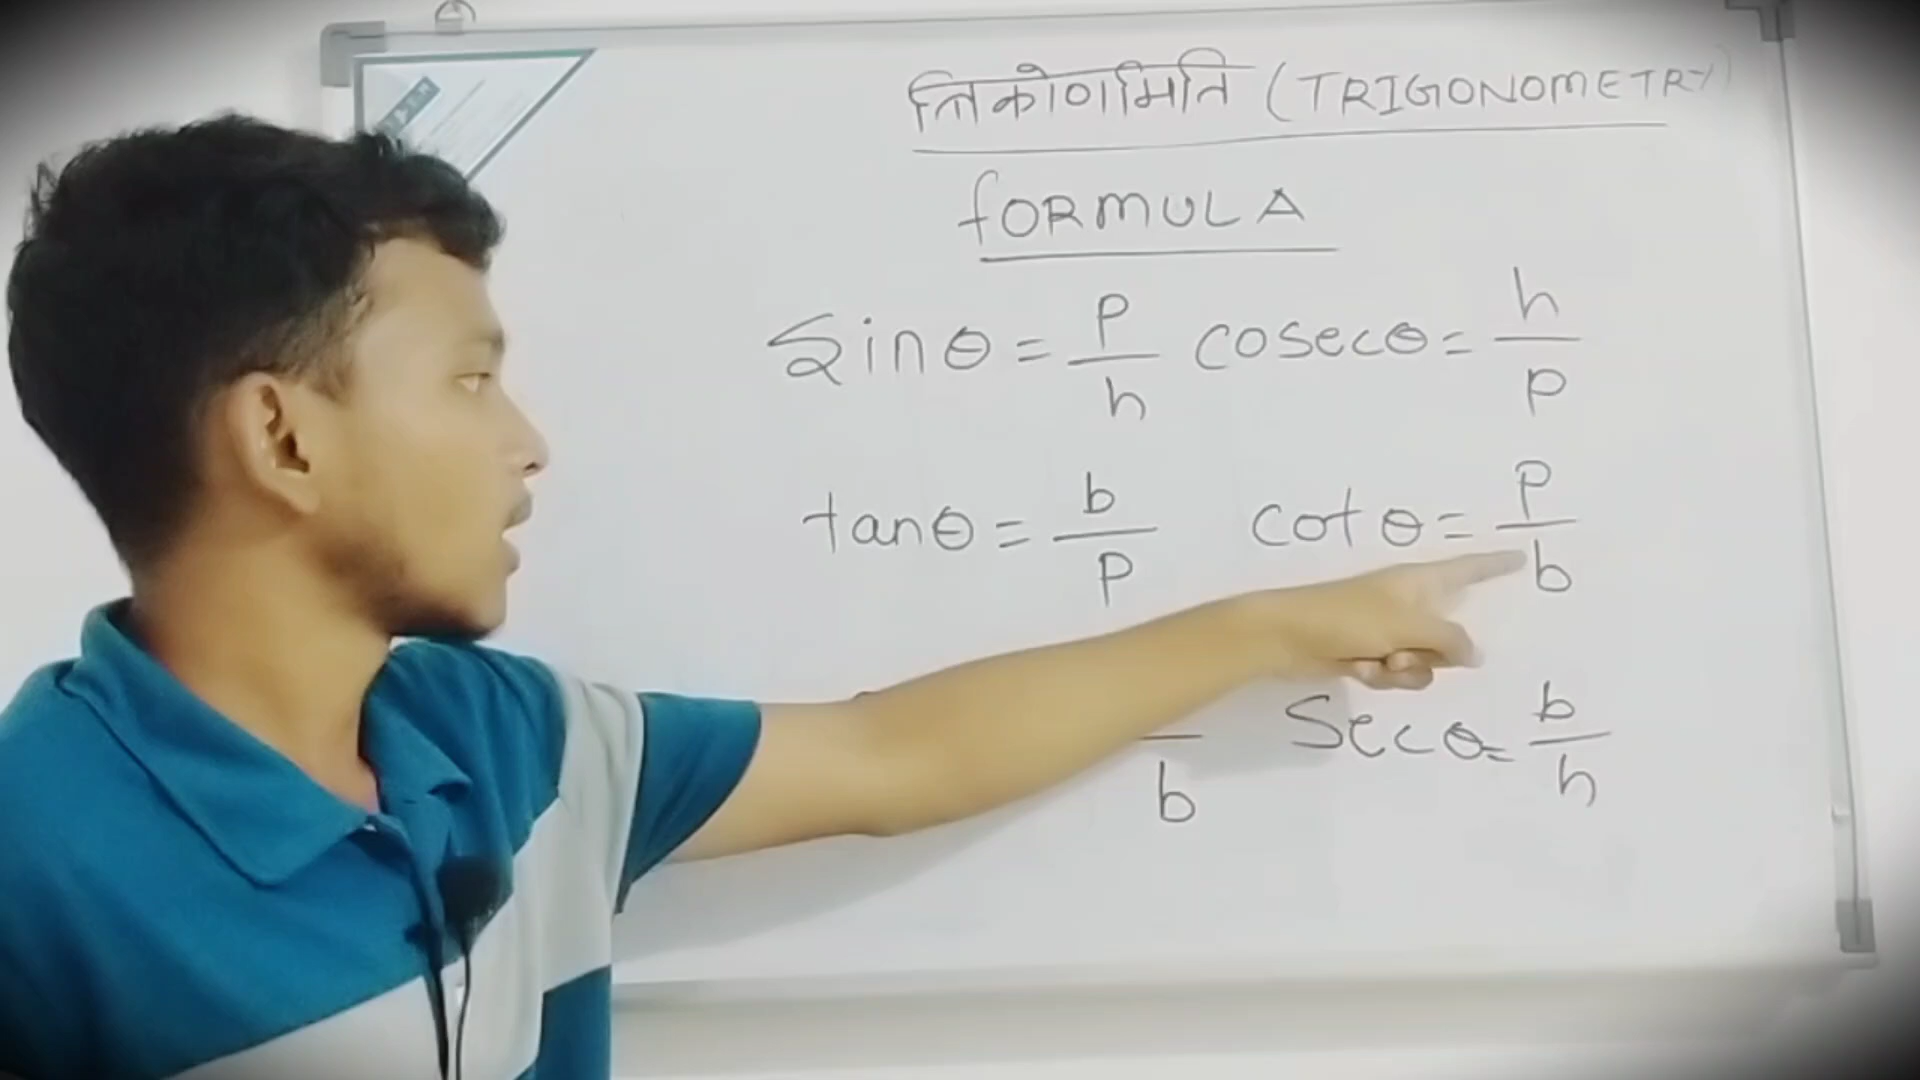 त्रिकोणमिति (TRIGONOMETRY)
fORMULA
Sinθ = p/h cosecθ = h/p
tanθ = b/p cotθ = p/b
b Secθ = b/h